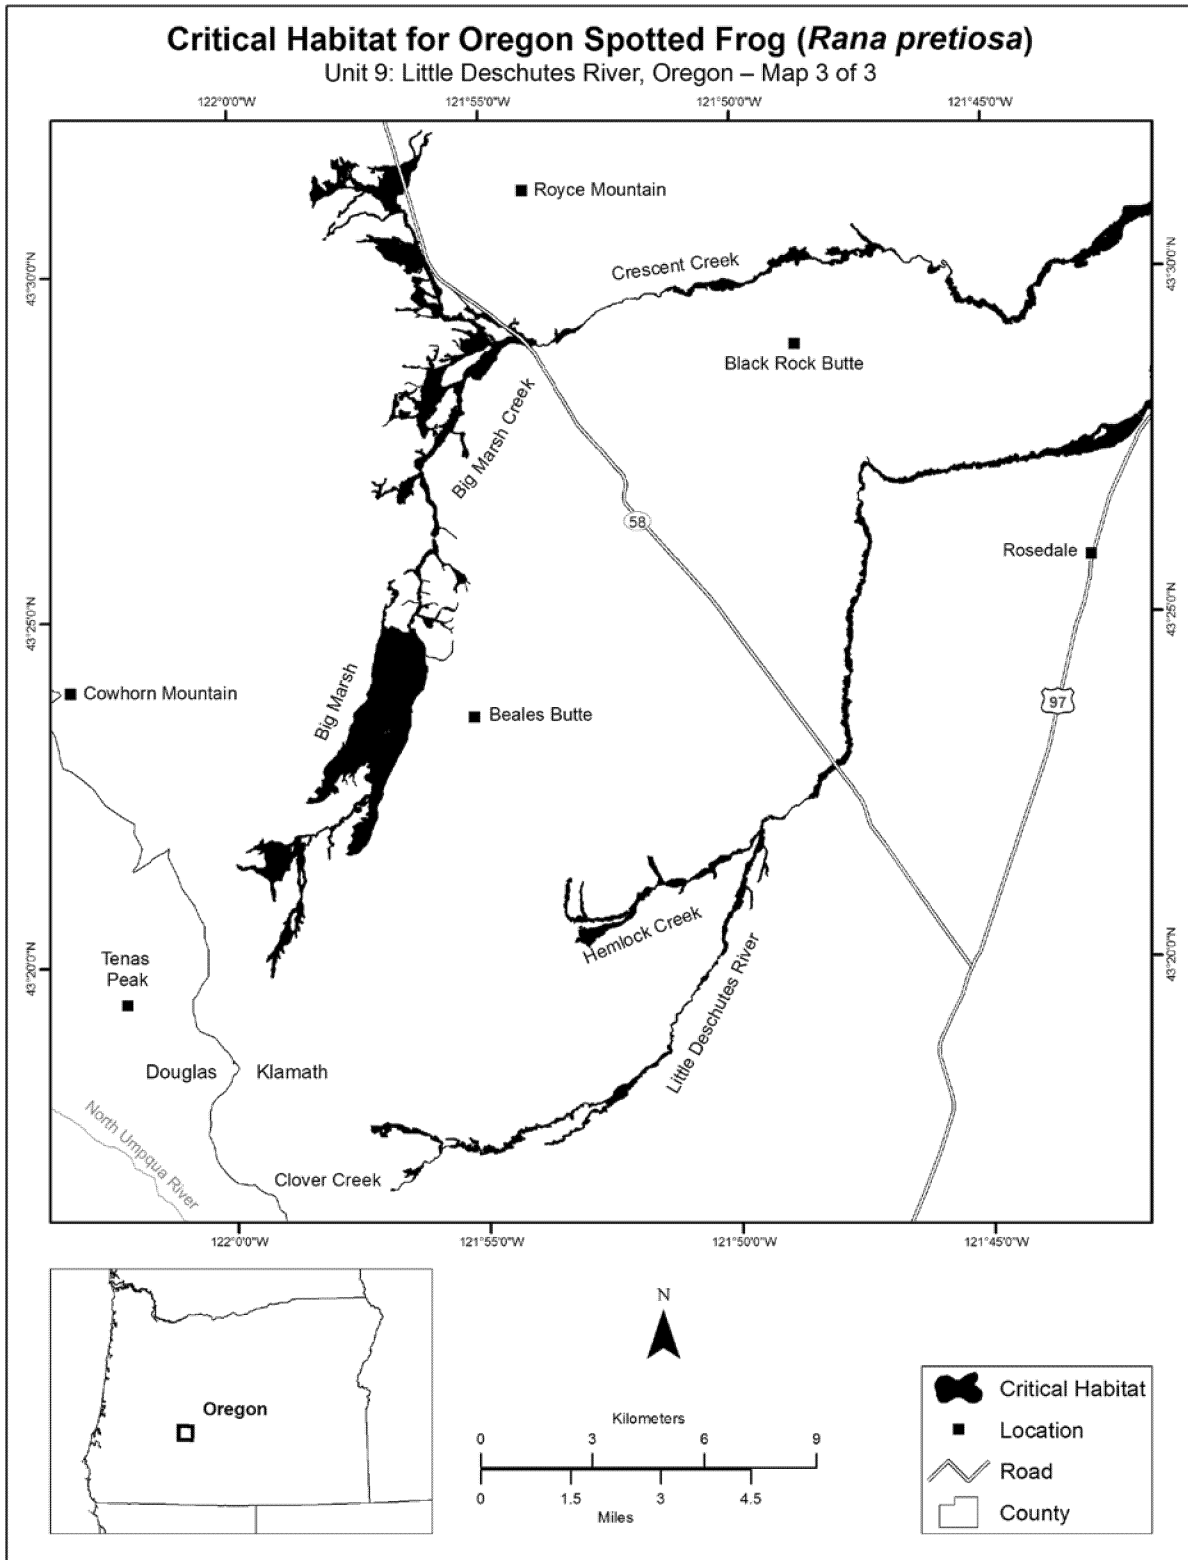 Critical Habitat for Oregon Spotted Frog (Rana pretiosa)
Unit 9: Little Deschutes River, Oregon – Map 3 of 3
122°0'0"W
121°55'0"W
121°50'0"W
121°45'0"W
43°30'0"N
43°30'0"N
Royce Mountain
Crescent Creek
Black Rock Butte
Big Marsh Creek
58
Rosedale
43°25'0"N
43°25'0"N
Big Marsh
Cowhorn Mountain
Beales Butte
97
Hemlock Creek
43°20'0"N
43°20'0"N
Tenas
Peak
Little Deschutes River
Douglas
Klamath
North Umpqua River
Clover Creek
122°0'0"W
121°55'0"W
121°50'0"W
121°45'0"W
Oregon
N
Kilometers
0 3 6 9
0 1.5 3 4.5
Miles
Critical Habitat
Location
Road
County